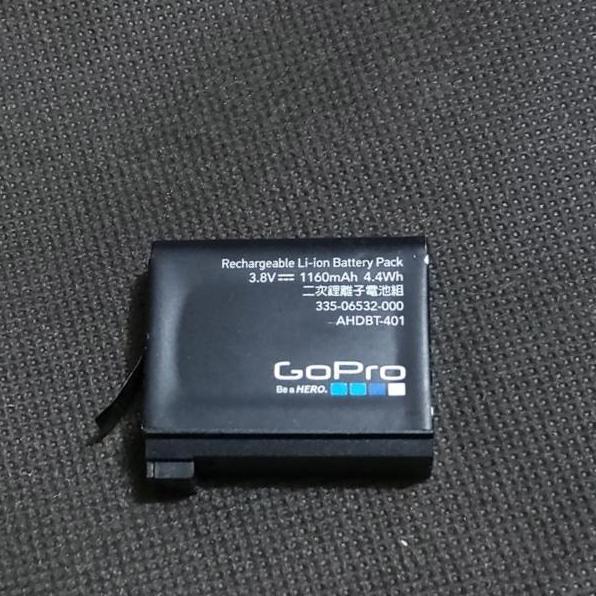 Rechargeable Li-ion Battery Pack
3.8V⎓ 1160mAh 4.4Wh
二次鋰離子電池組
335-06532-000
AHDBT-401
GoPro
Be a HERO.